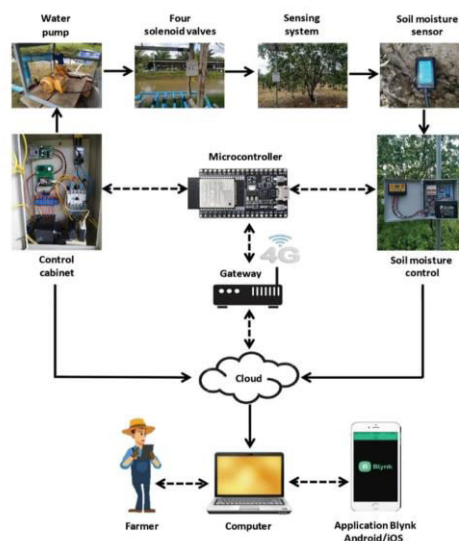 Water
pump
Four
solenoid valves
Sensing
system
Soil moisture
sensor
Microcontroller
Control
cabinet
4G
Gateway
Soil moisture
control
Cloud
B Blynk
Farmer
Computer
Application Blynk
Android/iOS